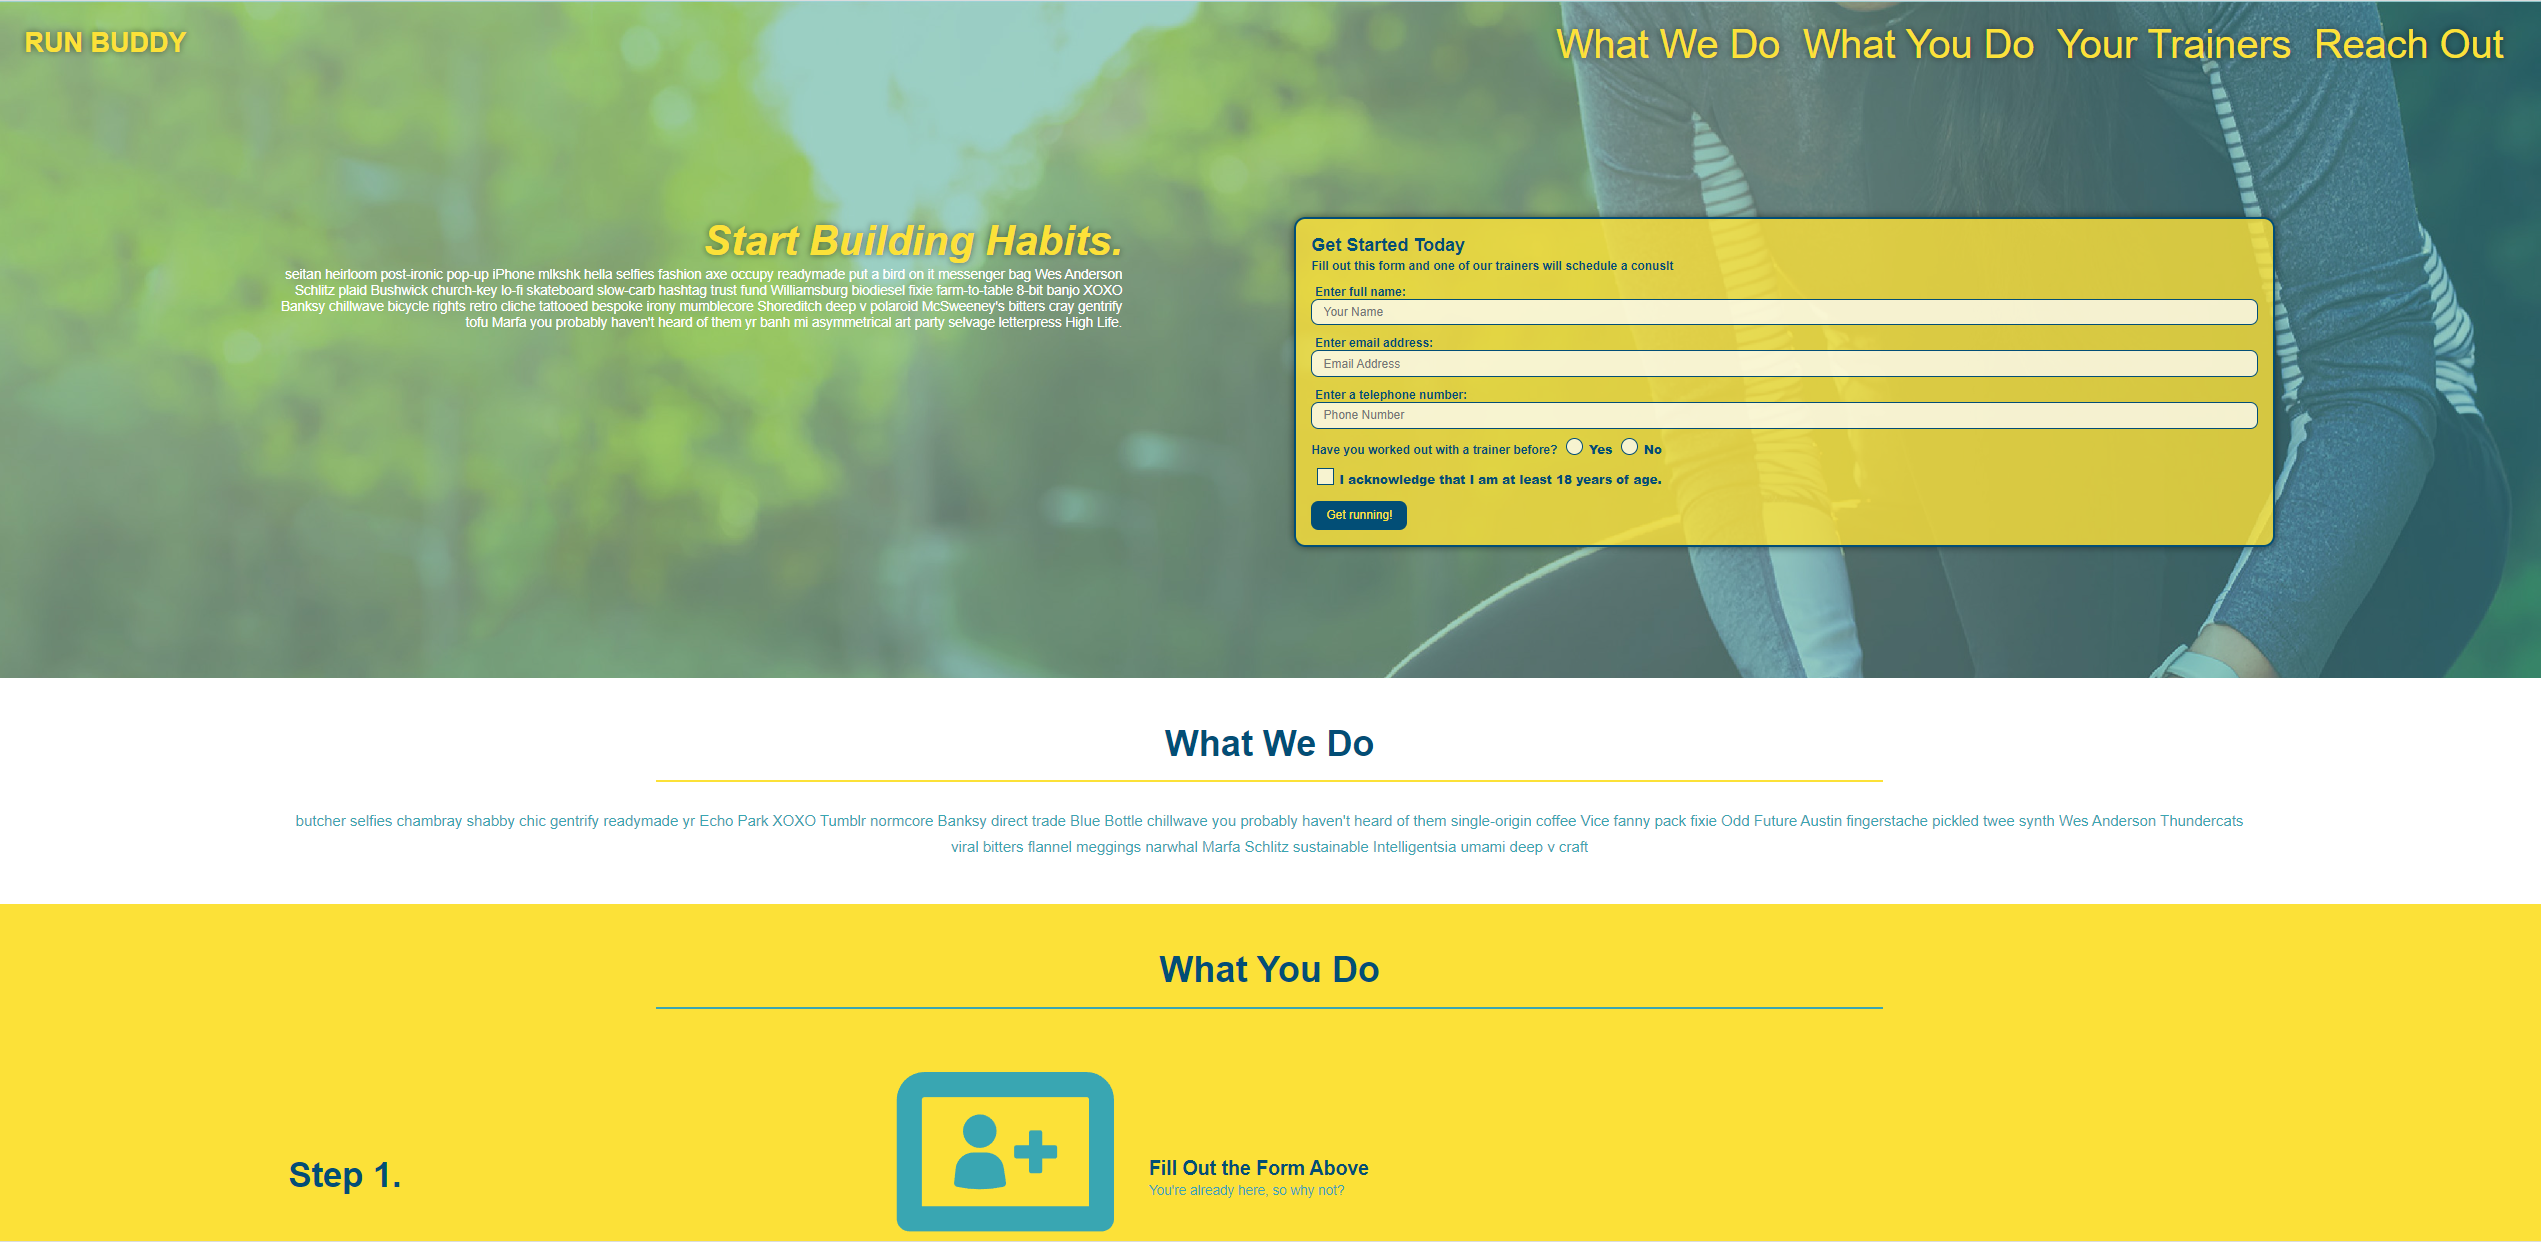 RUN BUDDY
What We Do What You Do Your Trainers Reach Out
Start Building Habits.
seitan heirloom post-ironic pop-up iPhone mlkshk hella selfies fashion axe occupy readymade put a bird on it messenger bag Wes Anderson
Schlitz plaid Bushwick church-key lo-fi skateboard slow-carb hashtag trust fund Williamsburg biodiesel fixie farm-to-table 8-bit banjo XOXO
Banksy chillwave bicycle rights retro cliche tattooed bespoke irony mumblecore Shoreditch deep v polaroid McSweeney's bitters cray gentrify
tofu Marfa you probably haven't heard of them yr banh mi asymmetrical art party selvage letterpress High Life.
Get Started Today
Fill out this form and one of our trainers will schedule a conuslt
Enter full name:
Your Name
Enter email address:
Email Address
Enter a telephone number:
Phone Number
Have you worked out with a trainer before? Yes No
I acknowledge that I am at least 18 years of age.
Get running!
What We Do
butcher selfies chambray shabby chic gentrify readymade yr Echo Park XOXO Tumblr normcore Banksy direct trade Blue Bottle chillwave you probably haven't heard of them single-origin coffee Vice fanny pack fixie Odd Future Austin fingerstache pickled twee synth Wes Anderson Thundercats
viral bitters flannel meggings narwhal Marfa Schlitz sustainable Intelligentsia umami deep v craft
What You Do
Step 1.
Fill Out the Form Above
You're already here, so why not?